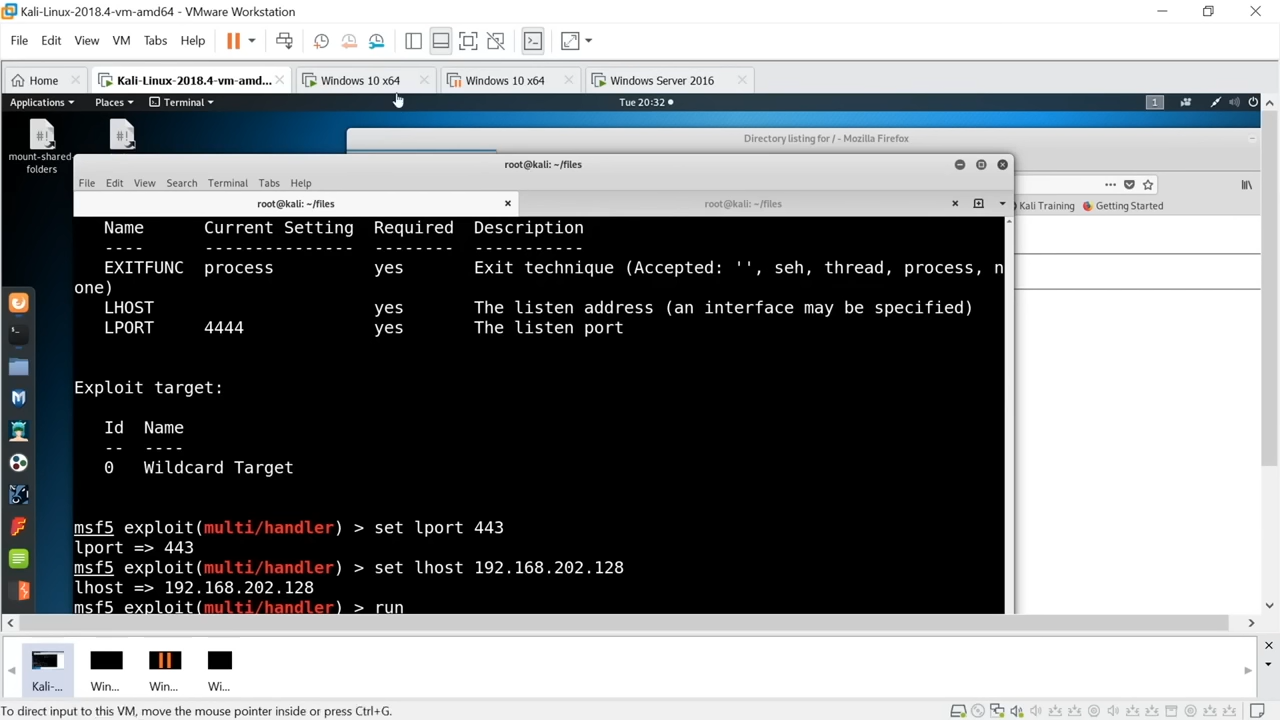 Kali-Linux-2018.4-vm-amd64 - VMware Workstation
File Edit View VM Tabs Help
Home Kali-Linux-2018.4-vm-amd... Windows 10 x64 Windows 10 x64 Windows Server 2016
Applications Places Terminal Tue 20:32 1
mount-shared
folders
Directory listing for / - Mozilla Firefox
root@kali: ~/files
File Edit View Search Terminal Tabs Help
root@kali: ~/files root@kali: ~/files
Kali Training Getting Started
Name Current Setting Required Description
---- --------------- -------- -----------
EXITFUNC process yes Exit technique (Accepted: '', seh, thread, process, n
one)
LHOST yes The listen address (an interface may be specified)
LPORT 4444 yes The listen port
Exploit target:
Id Name
-- ----
0 Wildcard Target
msf5 exploit(multi/handler) > set lport 443
lport => 443
msf5 exploit(multi/handler) > set lhost 192.168.202.128
lhost => 192.168.202.128
msf5 exploit(multi/handler) > run
Kali-... Win... Win... Wi...
To direct input to this VM, move the mouse pointer inside or press Ctrl+G.